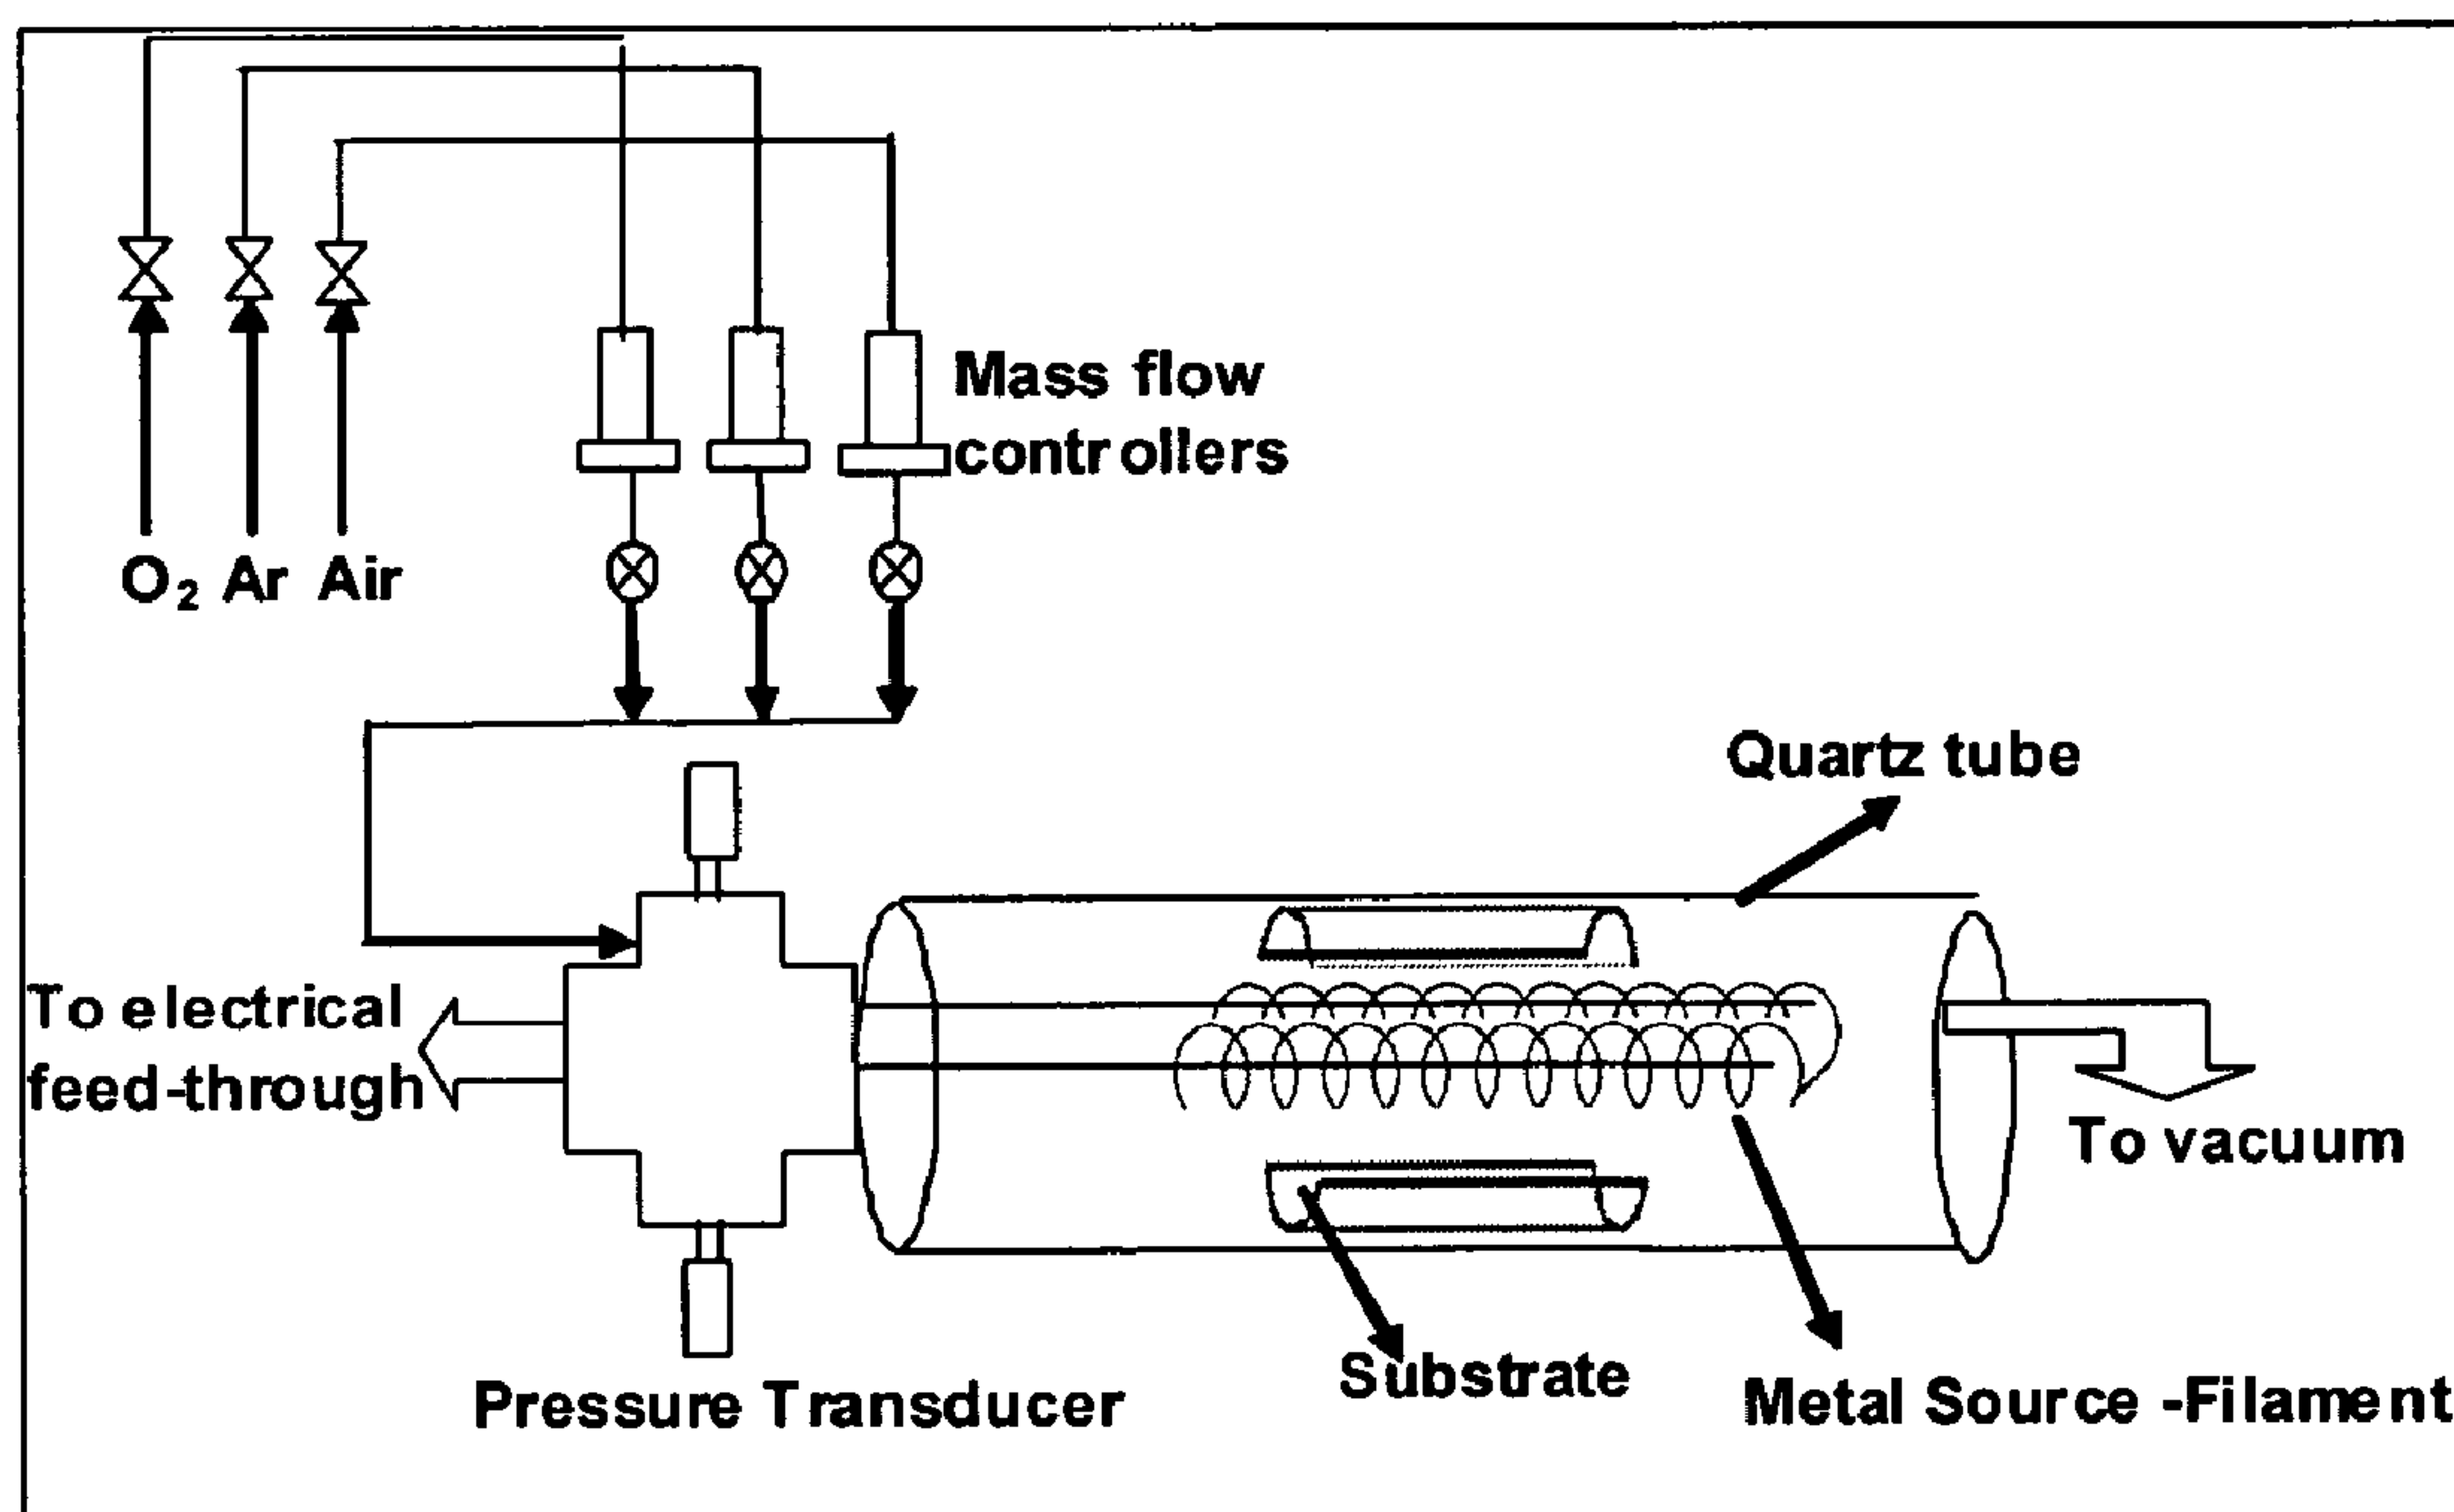 Mass flow
controllers
O₂ Ar Air
Quartz tube
To electrical
feed-through
To vacuum
Substrate
Pressure Transducer
Metal Source -Filament